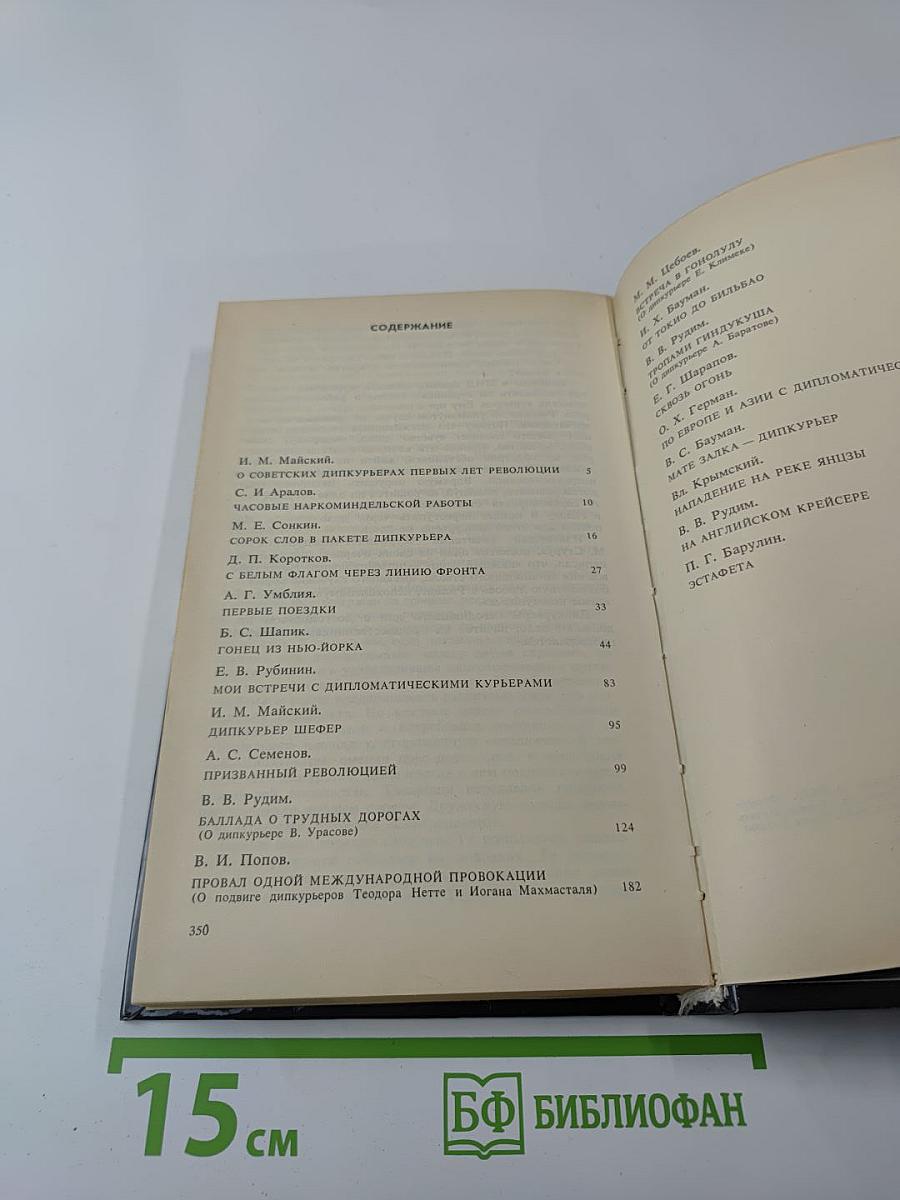 СОДЕРЖАНИЕ
И. М. Майский.
О СОВЕТСКИХ ДИПКУРЬЕРАХ ПЕРВЫХ ЛЕТ РЕВОЛЮЦИИ 5
С. И Аралов.
ЧАСОВЫЕ НАРКОМИНДЕЛЬСКОЙ РАБОТЫ 10
М. Е. Сонкин.
СОРОК СЛОВ В ПАКЕТЕ ДИПКУРЬЕРА 16
Д. П. Коротков.
С БЕЛЫМ ФЛАГОМ ЧЕРЕЗ ЛИНИЮ ФРОНТА 27
А. Г. Умблия.
ПЕРВЫЕ ПОЕЗДКИ 33
Б. С. Шапик.
ГОНЕЦ ИЗ НЬЮ-ЙОРКА 44
Е. В. Рубинин.
МОИ ВСТРЕЧИ С ДИПЛОМАТИЧЕСКИМИ КУРЬЕРАМИ 83
И. М. Майский.
ДИПКУРЬЕР ШЕФЕР 95
А. С. Семенов.
ПРИЗВАННЫЙ РЕВОЛЮЦИЕЙ 99
В. В. Рудим.
БАЛЛАДА О ТРУДНЫХ ДОРОГАХ
(О дипкурьере В. Урасове) 124
В. И. Попов.
ПРОВАЛ ОДНОЙ МЕЖДУНАРОДНОЙ ПРОВОКАЦИИ
(О подвиге дипкурьеров Теодора Нетте и Иогана Махмасталя) 182
350
М. М. Цебоев.
ВСТРЕЧА В ГОНОЛУЛУ
(О дипкурьере Е. Климеке)
И. Х. Бауман.
ОТ ТОКИО ДО БИЛЬБАО
В. В. Рудим.
ТРОПАМИ ГИНДУКУША
(О дипкурьере А. Баратове)
Е. Г. Шарапов.
СКВОЗЬ ОГОНЬ
О. Х. Герман.
ПО ЕВРОПЕ И АЗИИ С ДИПЛОМАТИЧЕС
В. С. Бауман.
МАТЕ ЗАЛКА — ДИПКУРЬЕР
Вл. Крымский.
НАПАДЕНИЕ НА РЕКЕ ЯНЦЗЫ
В. В. Рудим.
НА АНГЛИЙСКОМ КРЕЙСЕРЕ
П. Г. Барулин.
ЭСТАФЕТА
15 СМ
БФ БИБЛИОФАН